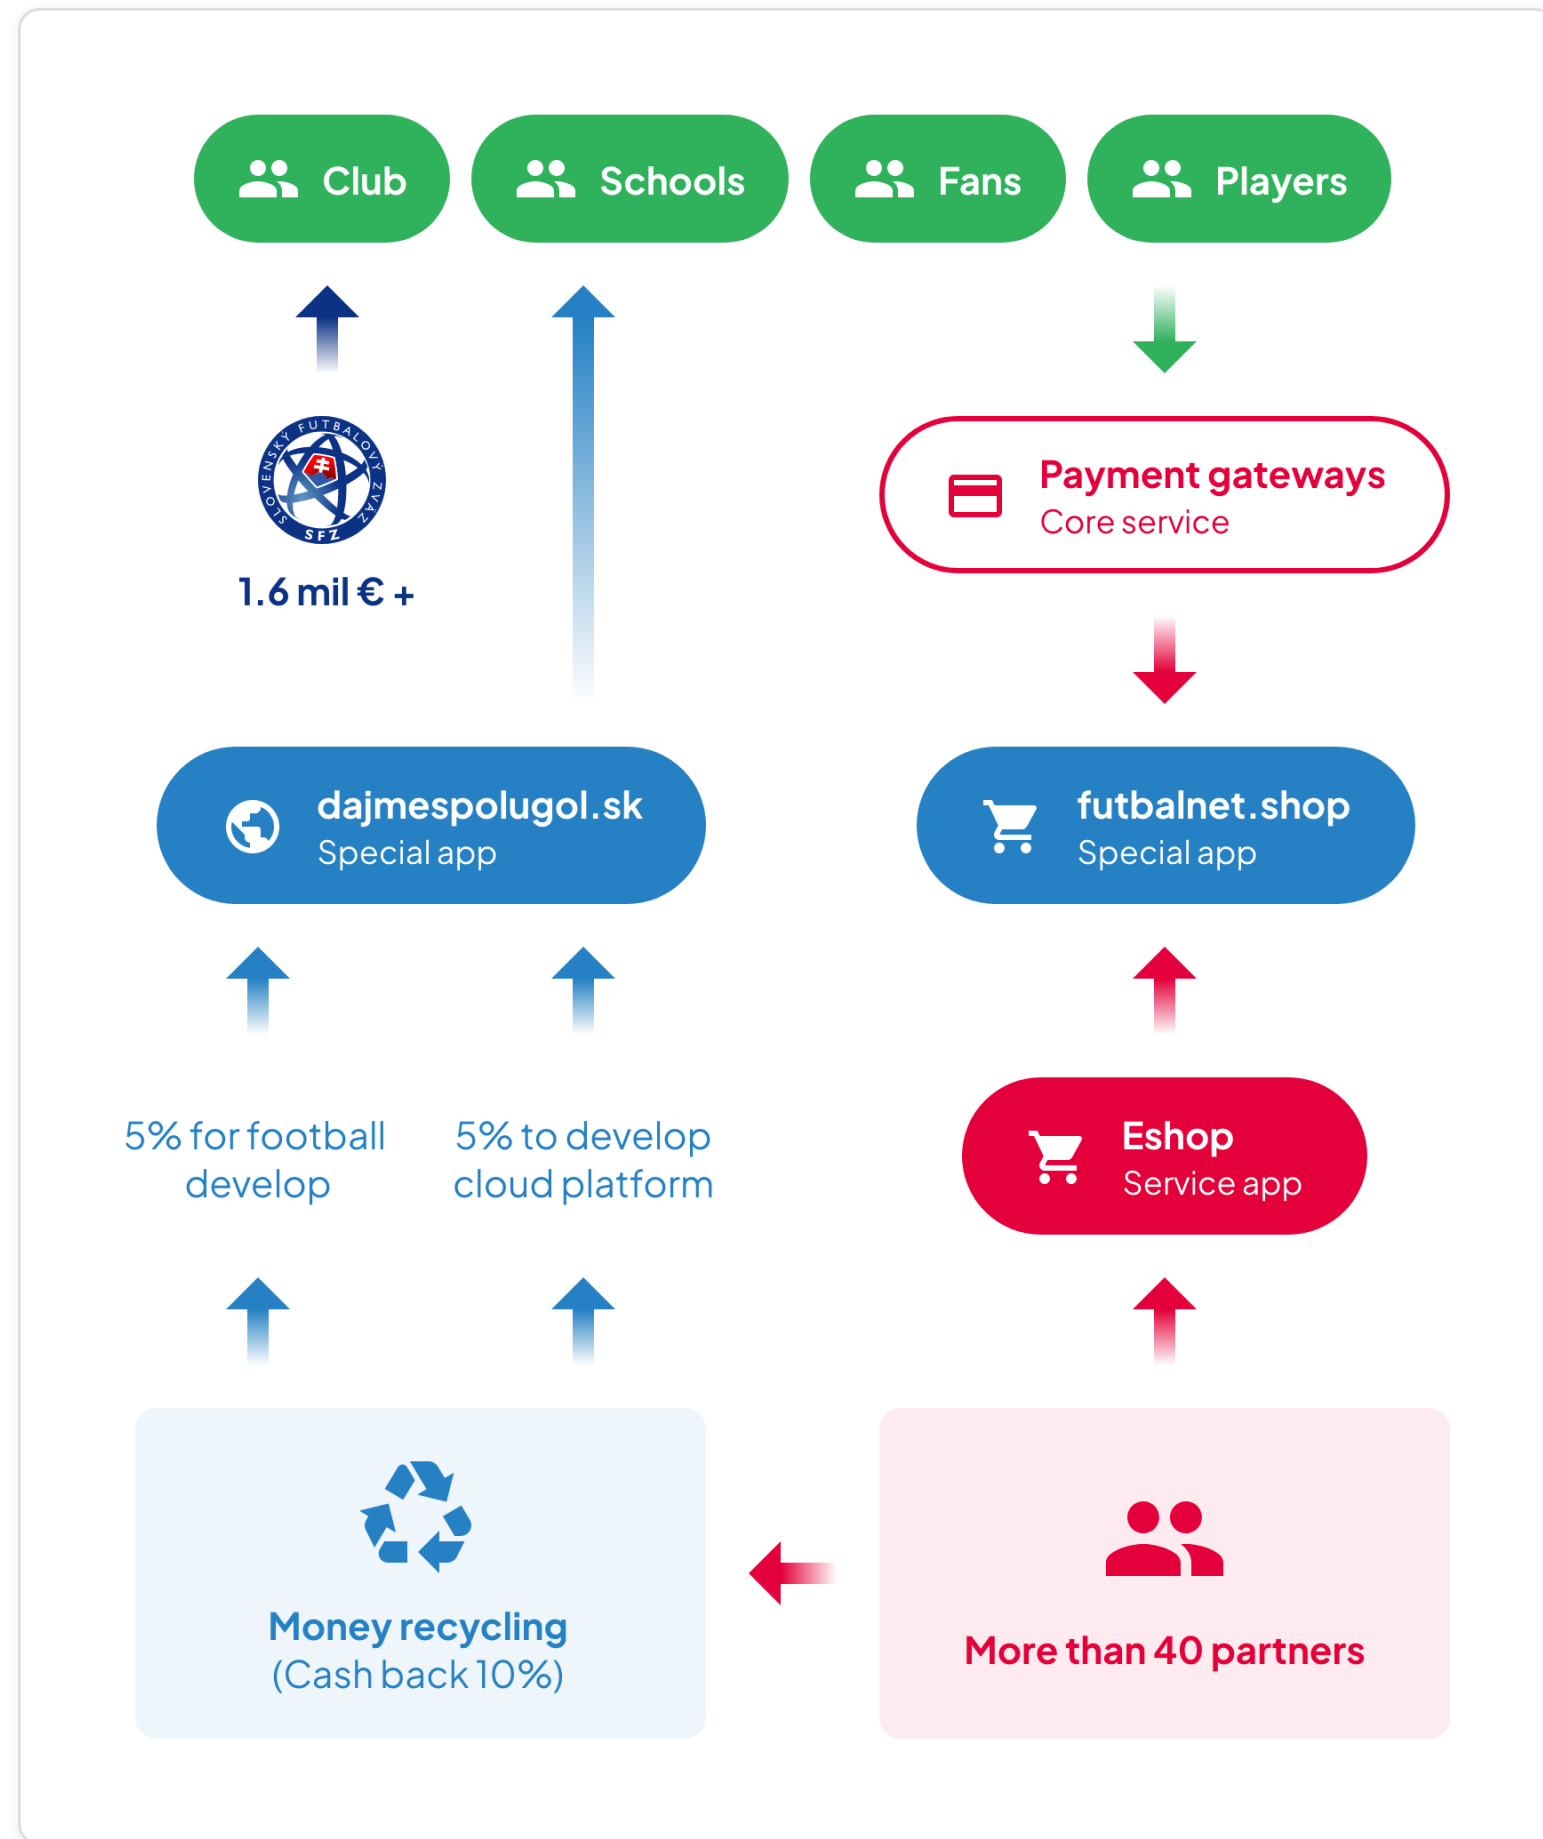 Club
Schools
Fans
Players
SLOVENSKÝ FUTBALOVÝ ZVÄZ
SFZ
1.6 mil € +
Payment gateways
Core service
dajmespolugol.sk
Special app
futbalnet.shop
Special app
5% for football
develop
5% to develop
cloud platform
Eshop
Service app
Money recycling
(Cash back 10%)
More than 40 partners